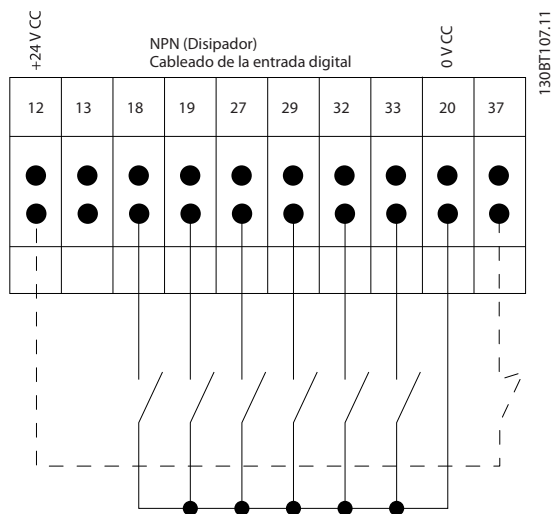 +24 V CC
NPN (Disipador)
Cableado de la entrada digital
0 V CC
130BT107.11
12 13 18 19 27 29 32 33 20 37